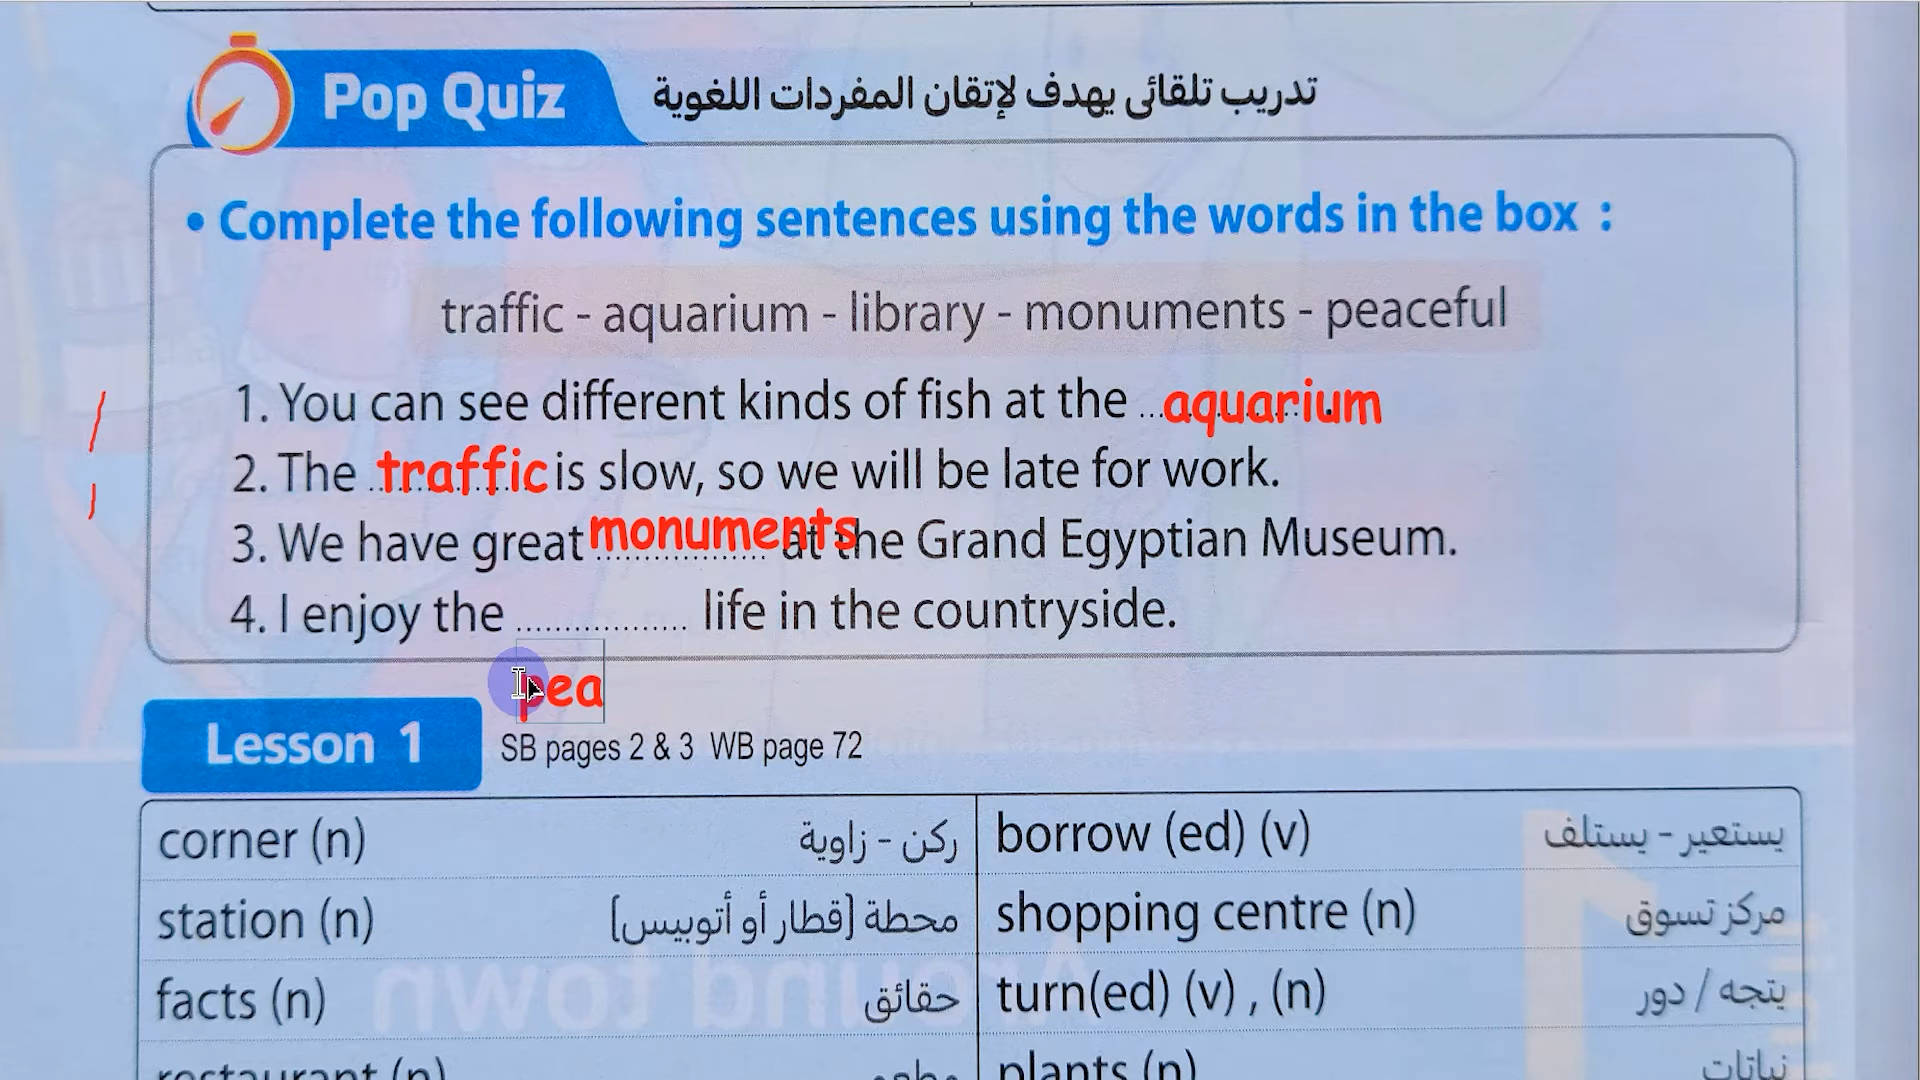 Pop Quiz تدريب تلقائى يهدف لإتقان المفردات اللغوية
• Complete the following sentences using the words in the box :
traffic - aquarium - library - monuments - peaceful
1. You can see different kinds of fish at the ... aquarium .
2. The traffic is slow, so we will be late for work.
3. We have great monuments at the Grand Egyptian Museum.
4. I enjoy the .................. life in the countryside.
pea
Lesson 1 SB pages 2 & 3 WB page 72
corner (n) ركن - زاوية borrow (ed) (v) يستعير - يستلف
station (n) محطة [قطار أو أتوبيس] shopping centre (n) مركز تسوق
facts (n) حقائق turn(ed) (v) , (n) يتجه / دور
restaurant (n) مطعم plants (n) نباتات